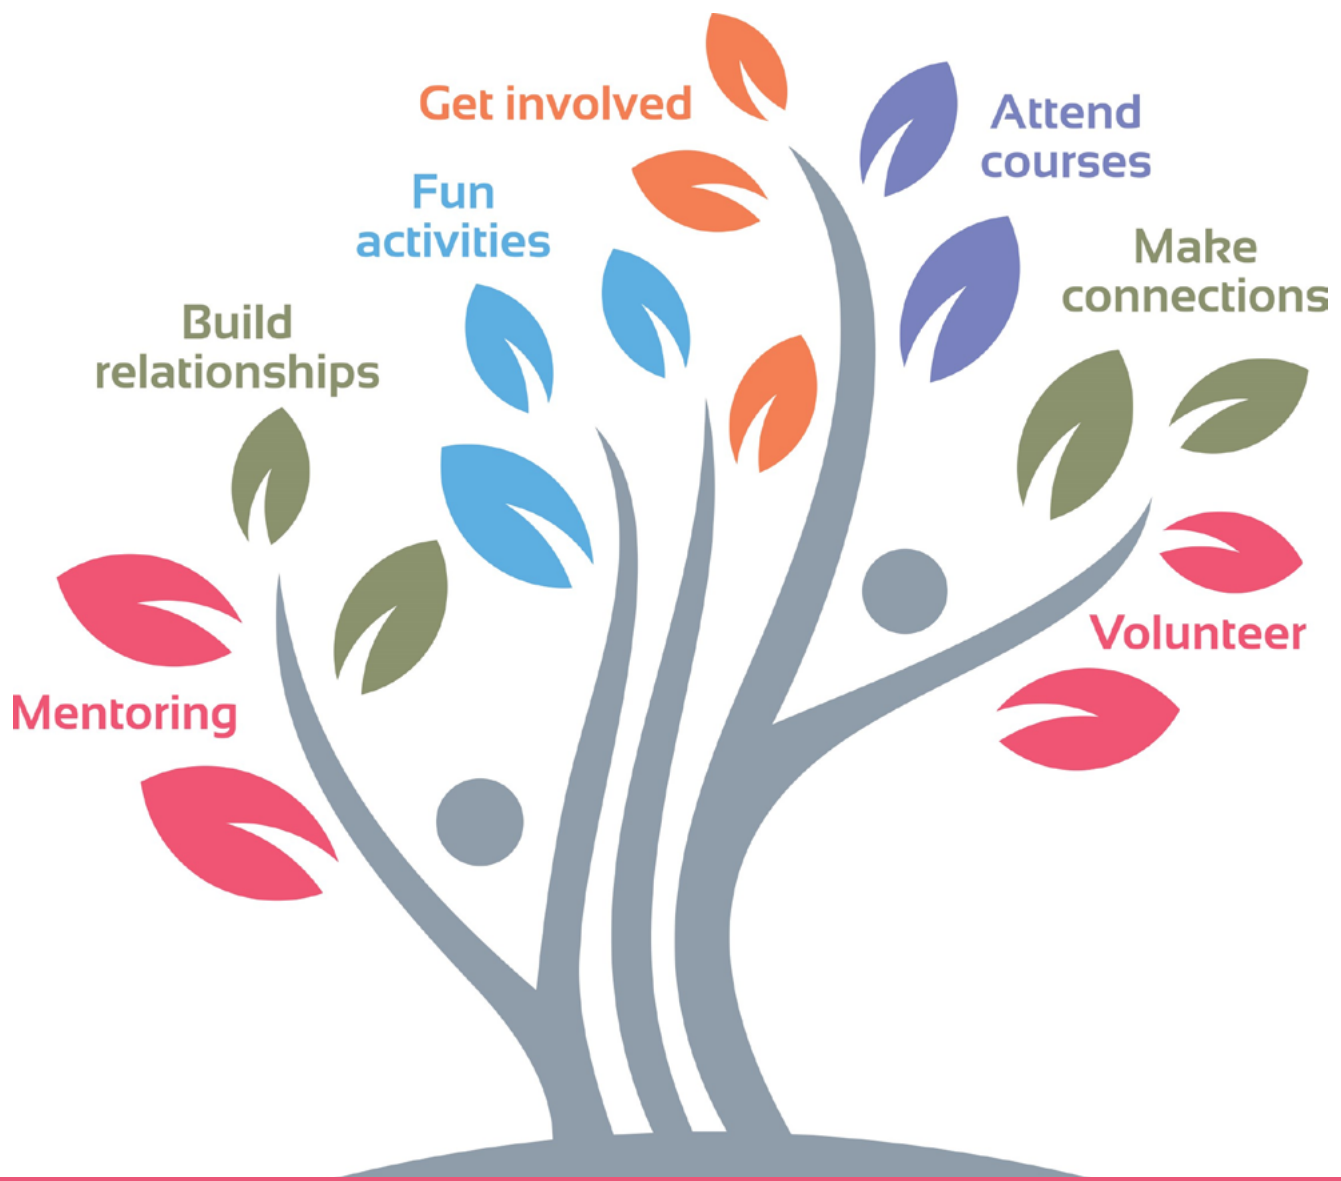 Get involved
Attend
courses
Fun
activities
Make
connections
Build
relationships
Volunteer
Mentoring